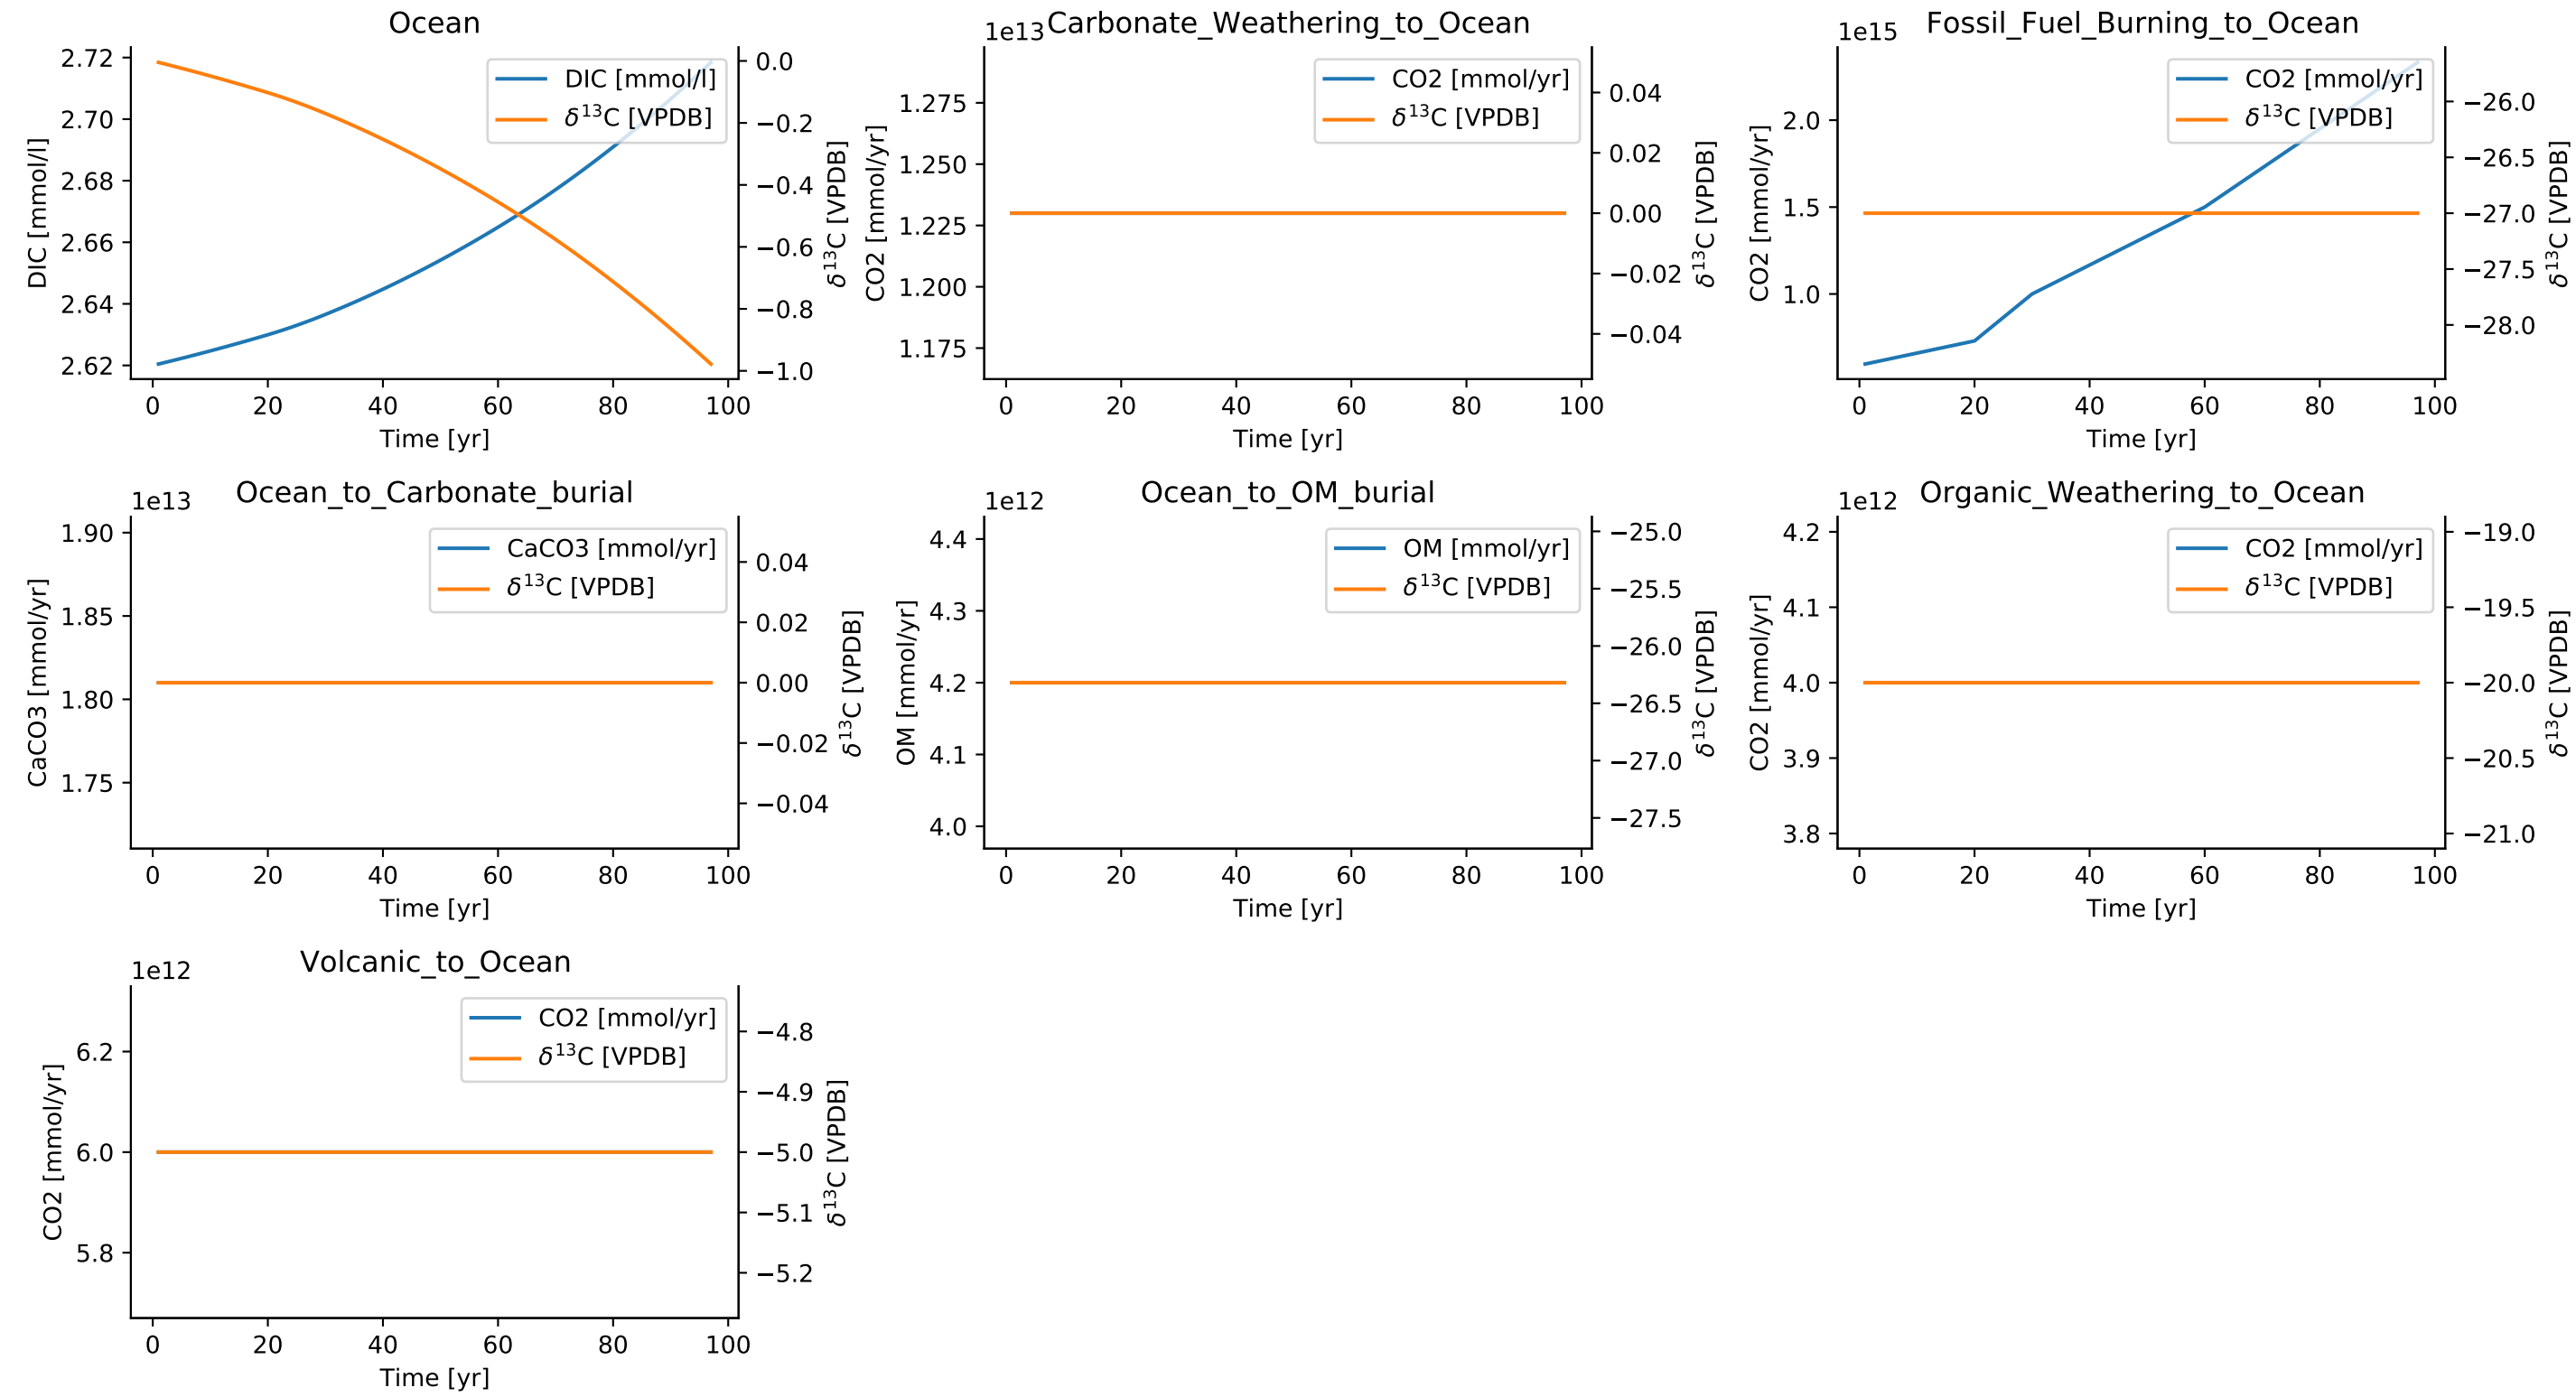 Ocean
2.72
2.70
2.68
2.66
2.64
2.62
DIC [mmol/l]
DIC [mmol/l]
δ13C [VPDB]
0.0
−0.2
−0.4
−0.6
−0.8
−1.0
δ13C [VPDB]
0 20 40 60 80 100
Time [yr]
Carbonate_Weathering_to_Ocean
1e13
1.275
1.250
1.225
1.200
1.175
CO2 [mmol/yr]
CO2 [mmol/yr]
δ13C [VPDB]
0.04
0.02
0.00
−0.02
−0.04
δ13C [VPDB]
0 20 40 60 80 100
Time [yr]
Fossil_Fuel_Burning_to_Ocean
1e15
2.0
1.5
1.0
CO2 [mmol/yr]
CO2 [mmol/yr]
δ13C [VPDB]
−26.0
−26.5
−27.0
−27.5
−28.0
δ13C [VPDB]
0 20 40 60 80 100
Time [yr]
Ocean_to_Carbonate_burial
1e13
1.90
1.85
1.80
1.75
CaCO3 [mmol/yr]
CaCO3 [mmol/yr]
δ13C [VPDB]
0.04
0.02
0.00
−0.02
−0.04
δ13C [VPDB]
0 20 40 60 80 100
Time [yr]
Ocean_to_OM_burial
1e12
4.4
4.3
4.2
4.1
4.0
OM [mmol/yr]
OM [mmol/yr]
δ13C [VPDB]
−25.0
−25.5
−26.0
−26.5
−27.0
−27.5
δ13C [VPDB]
0 20 40 60 80 100
Time [yr]
Organic_Weathering_to_Ocean
1e12
4.2
4.1
4.0
3.9
3.8
CO2 [mmol/yr]
CO2 [mmol/yr]
δ13C [VPDB]
−19.0
−19.5
−20.0
−20.5
−21.0
δ13C [VPDB]
0 20 40 60 80 100
Time [yr]
Volcanic_to_Ocean
1e12
6.2
6.0
5.8
CO2 [mmol/yr]
CO2 [mmol/yr]
δ13C [VPDB]
−4.8
−4.9
−5.0
−5.1
−5.2
δ13C [VPDB]
0 20 40 60 80 100
Time [yr]